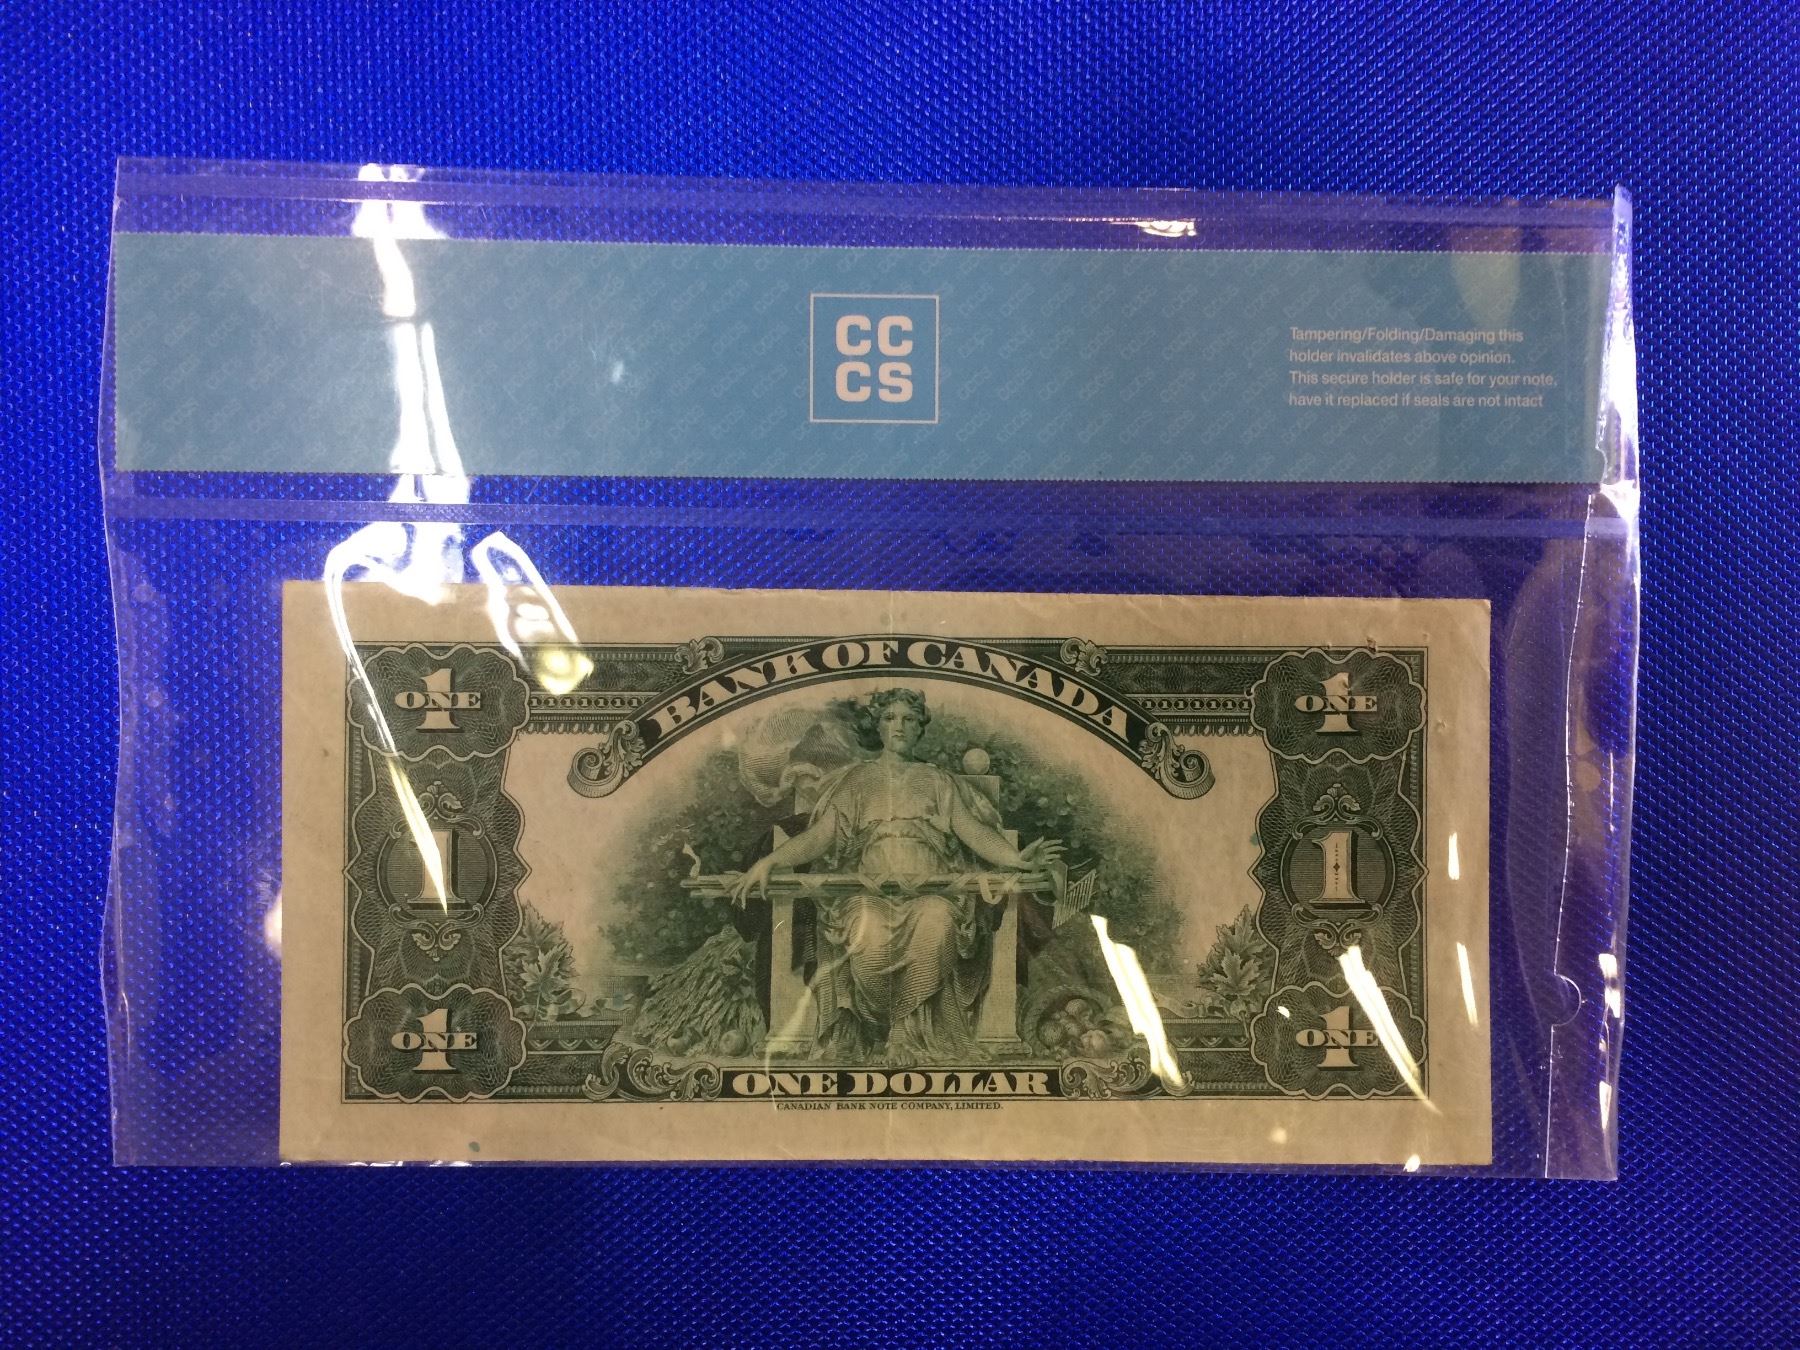 CC
CS
Tampering/Folding/Damaging this
holder invalidates above opinion.
This secure holder is safe for your note,
have it replaced if seals are not intact
BANK OF CANADA
1
ONE
1
ONE
1
1
1
ONE
1
ONE
ONE DOLLAR
CANADIAN BANK NOTE COMPANY, LIMITED.